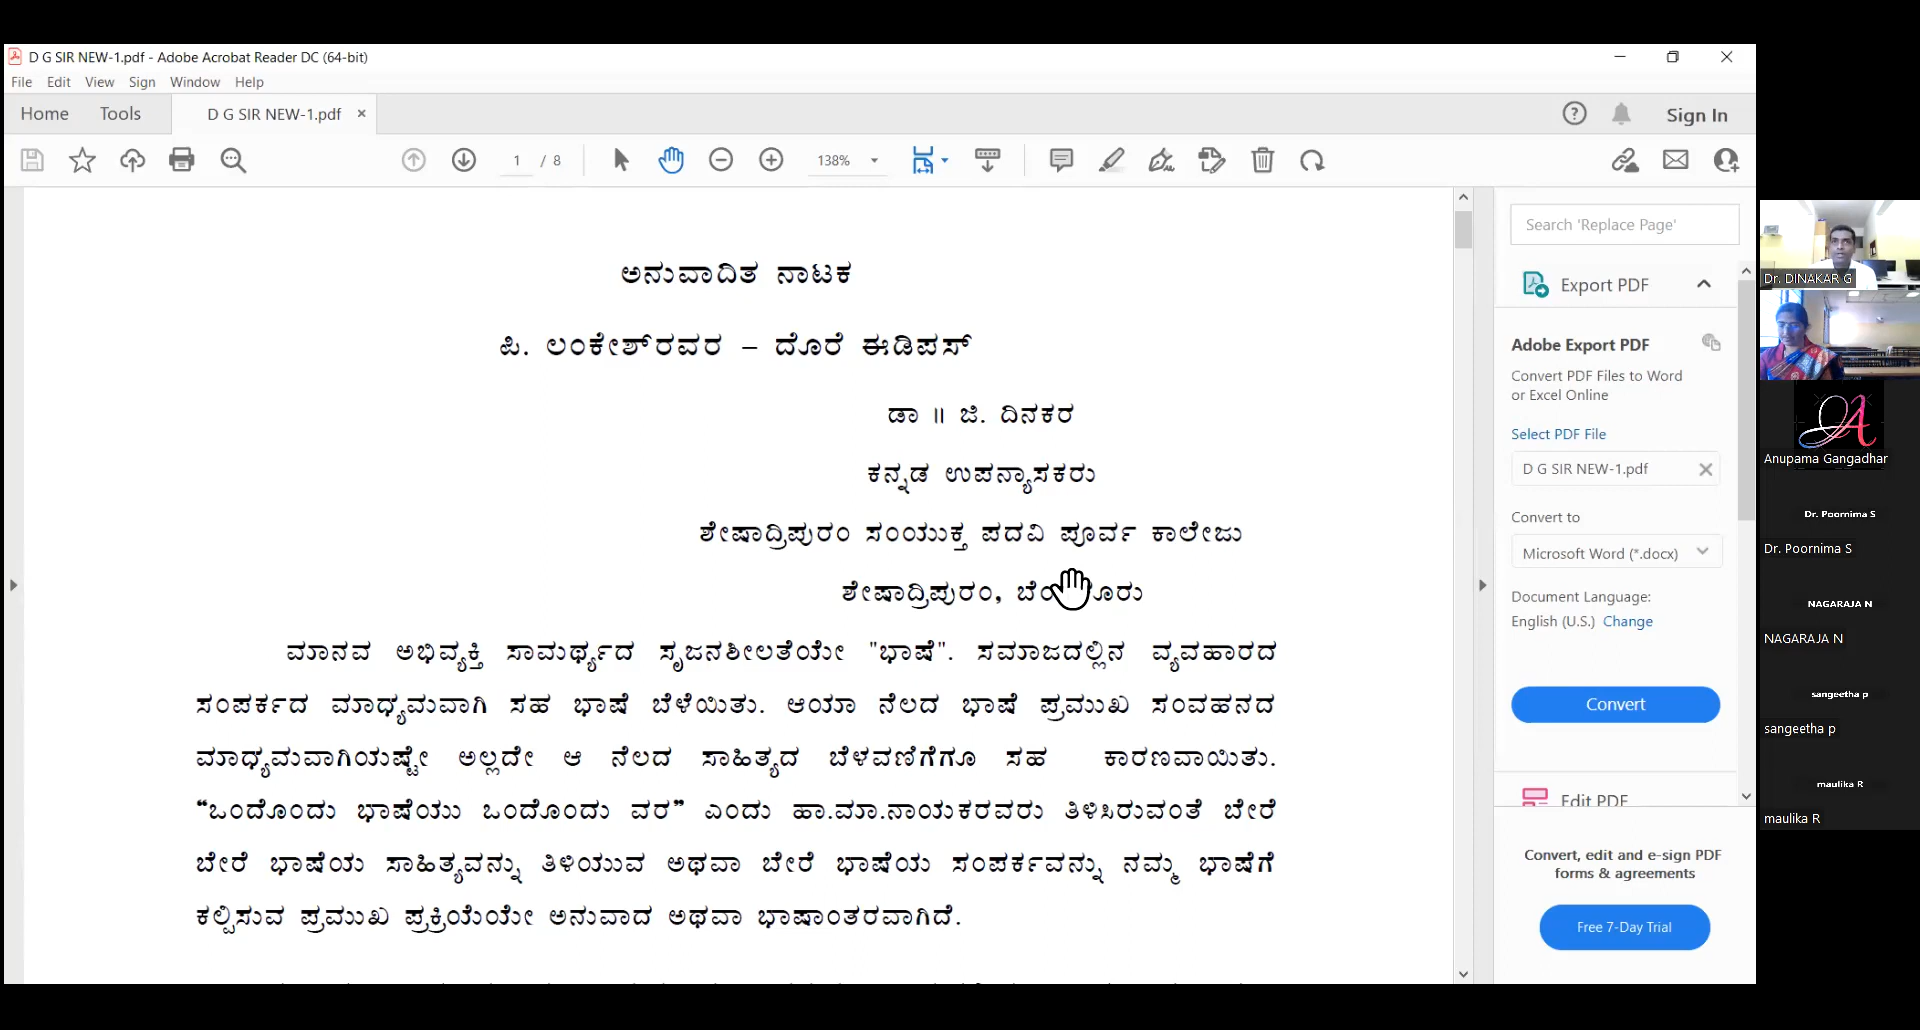 D G SIR NEW-1.pdf - Adobe Acrobat Reader DC (64-bit)
File Edit View Sign Window Help
Home Tools D G SIR NEW-1.pdf × Sign In
1 / 8 138%
ಅನುವಾದಿತ ನಾಟಕ
ಪಿ. ಲಂಕೇಶ್‌ರವರ – ದೊರೆ ಈಡಿಪಸ್
ಡಾ ॥ ಜಿ. ದಿನಕರ
ಕನ್ನಡ ಉಪನ್ಯಾಸಕರು
ಶೇಷಾದ್ರಿಪುರಂ ಸಂಯುಕ್ತ ಪದವಿ ಪೂರ್ವ ಕಾಲೇಜು
ಶೇಷಾದ್ರಿಪುರಂ,
ಮಾನವ ಅಭಿವ್ಯಕ್ತಿ ಸಾಮರ್ಥ್ಯದ ಸೃಜನಶೀಲತೆಯೇ "ಭಾಷೆ". ಸಮಾಜದಲ್ಲಿನ ವ್ಯವಹಾರದ
ಸಂಪರ್ಕದ ಮಾಧ್ಯಮವಾಗಿ ಸಹ ಭಾಷೆ ಬೆಳೆಯಿತು. ಆಯಾ ನೆಲದ ಭಾಷೆ ಪ್ರಮುಖ ಸಂವಹನದ
ಮಾಧ್ಯಮವಾಗಿಯಷ್ಟೇ ಅಲ್ಲದೇ ಆ ನೆಲದ ಸಾಹಿತ್ಯದ ಬೆಳವಣಿಗೆಗೂ ಸಹ ಕಾರಣವಾಯಿತು.
“ಒಂದೊಂದು ಭಾಷೆಯು ಒಂದೊಂದು ವರ” ಎಂದು ಹಾ.ಮಾ.ನಾಯಕರವರು ತಿಳಿಸಿರುವಂತೆ ಬೇರೆ
ಬೇರೆ ಭಾಷೆಯ ಸಾಹಿತ್ಯವನ್ನು ತಿಳಿಯುವ ಅಥವಾ ಬೇರೆ ಭಾಷೆಯ ಸಂಪರ್ಕವನ್ನು ನಮ್ಮ ಭಾಷೆಗೆ
ಕಲ್ಪಿಸುವ ಪ್ರಮುಖ ಪ್ರಕ್ರಿಯೆಯೇ ಅನುವಾದ ಅಥವಾ ಭಾಷಾಂತರವಾಗಿದೆ.
Search 'Replace Page'
Export PDF
Adobe Export PDF
Convert PDF Files to Word
or Excel Online
Select PDF File
D G SIR NEW-1.pdf
Convert to
Microsoft Word (*.docx)
Document Language:
English (U.S.) Change
Convert
Edit PDF
Convert, edit and e-sign PDF
forms & agreements
Free 7-Day Trial
Dr. DINAKAR G
Anupama Gangadhar
Dr. Poornima S
Dr. Poornima S
NAGARAJA N
NAGARAJA N
sangeetha p
sangeetha p
maulika R
maulika R